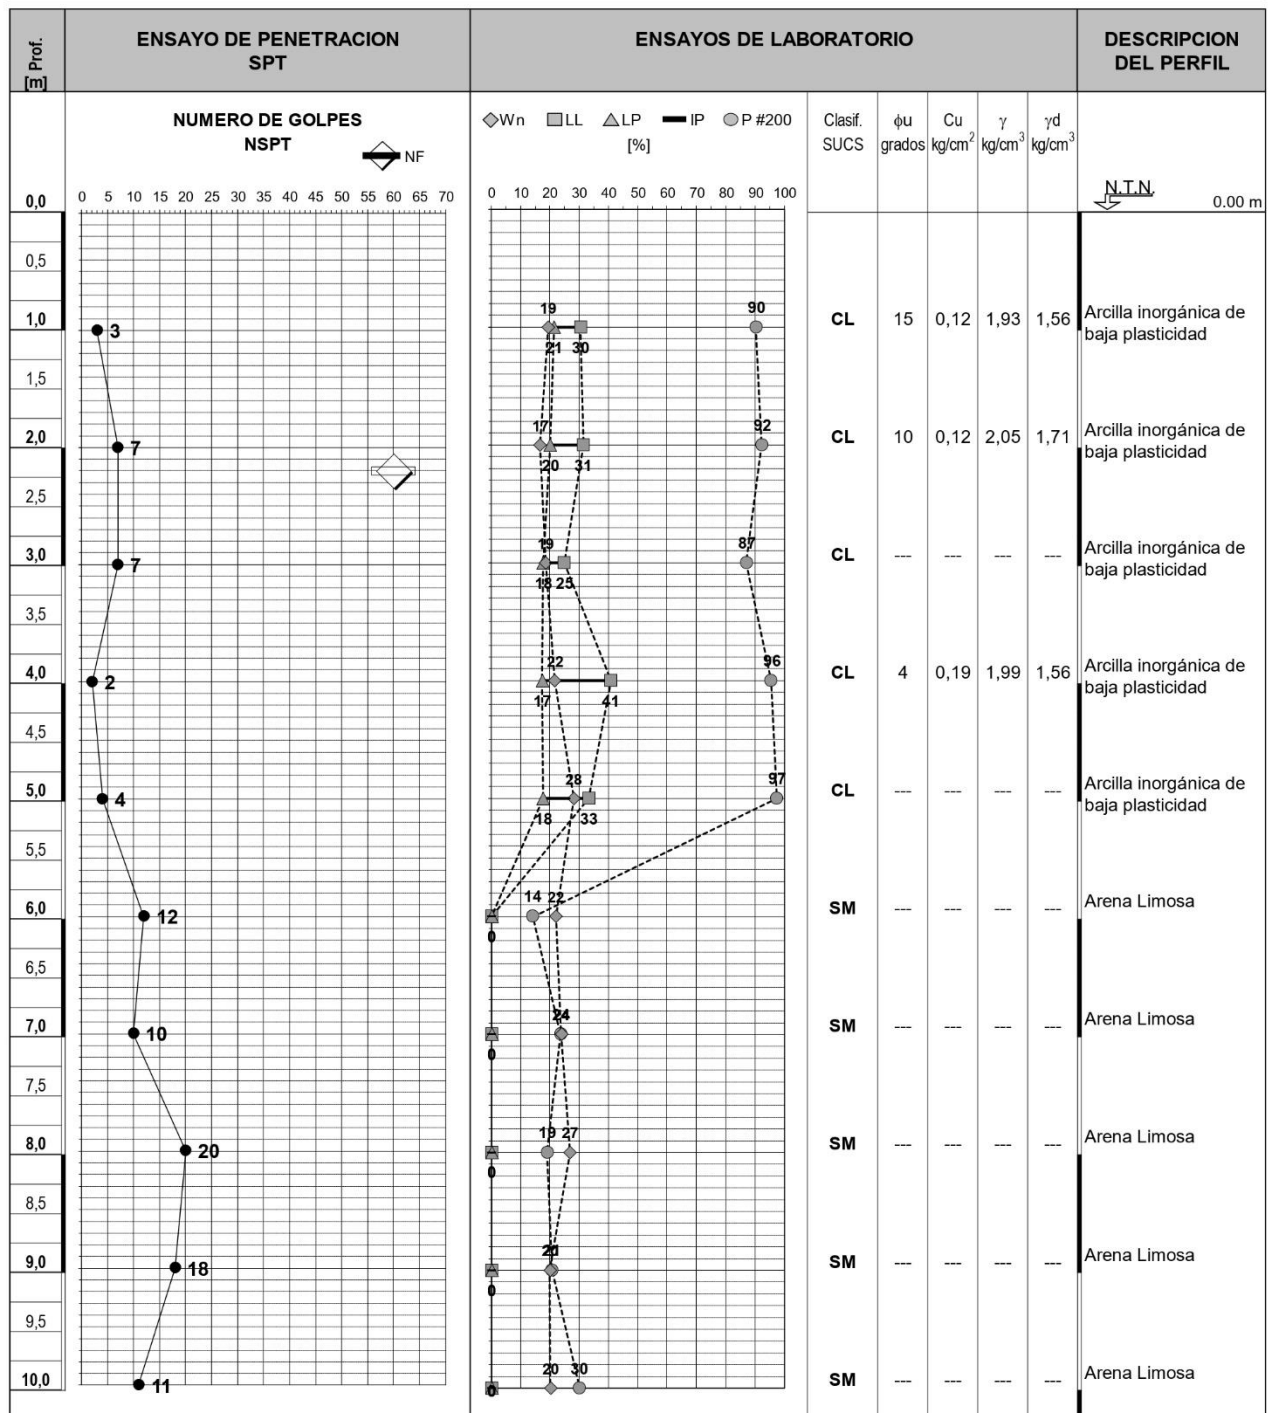 Prof. [m]
ENSAYO DE PENETRACION
SPT
ENSAYOS DE LABORATORIO
DESCRIPCION
DEL PERFIL
NUMERO DE GOLPES
NSPT
NF
Wn LL LP IP P #200
[%]
Clasif.
SUCS
ϕu
grados
Cu
kg/cm²
γ
kg/cm³
γd
kg/cm³
N.T.N.
0.00 m
0 5 10 15 20 25 30 35 40 45 50 55 60 65 70
0 10 20 30 40 50 60 70 80 90 100
0,0
0,5
1,0
3
19 90
21 30
CL 15 0,12 1,93 1,56
Arcilla inorgánica de
baja plasticidad
1,5
2,0
7
17 92
20 31
CL 10 0,12 2,05 1,71
Arcilla inorgánica de
baja plasticidad
2,5
3,0
7
19 87
18 25
CL --- --- --- ---
Arcilla inorgánica de
baja plasticidad
3,5
4,0
2
22 96
17 41
CL 4 0,19 1,99 1,56
Arcilla inorgánica de
baja plasticidad
4,5
5,0
4
28 97
18 33
CL --- --- --- ---
Arcilla inorgánica de
baja plasticidad
5,5
6,0
12
14 22
0
SM --- --- --- ---
Arena Limosa
6,5
7,0
10
24
0
SM --- --- --- ---
Arena Limosa
7,5
8,0
20
19 27
0
SM --- --- --- ---
Arena Limosa
8,5
9,0
18
0
SM --- --- --- ---
Arena Limosa
9,5
10,0
11
20 30
0
SM --- --- --- ---
Arena Limosa